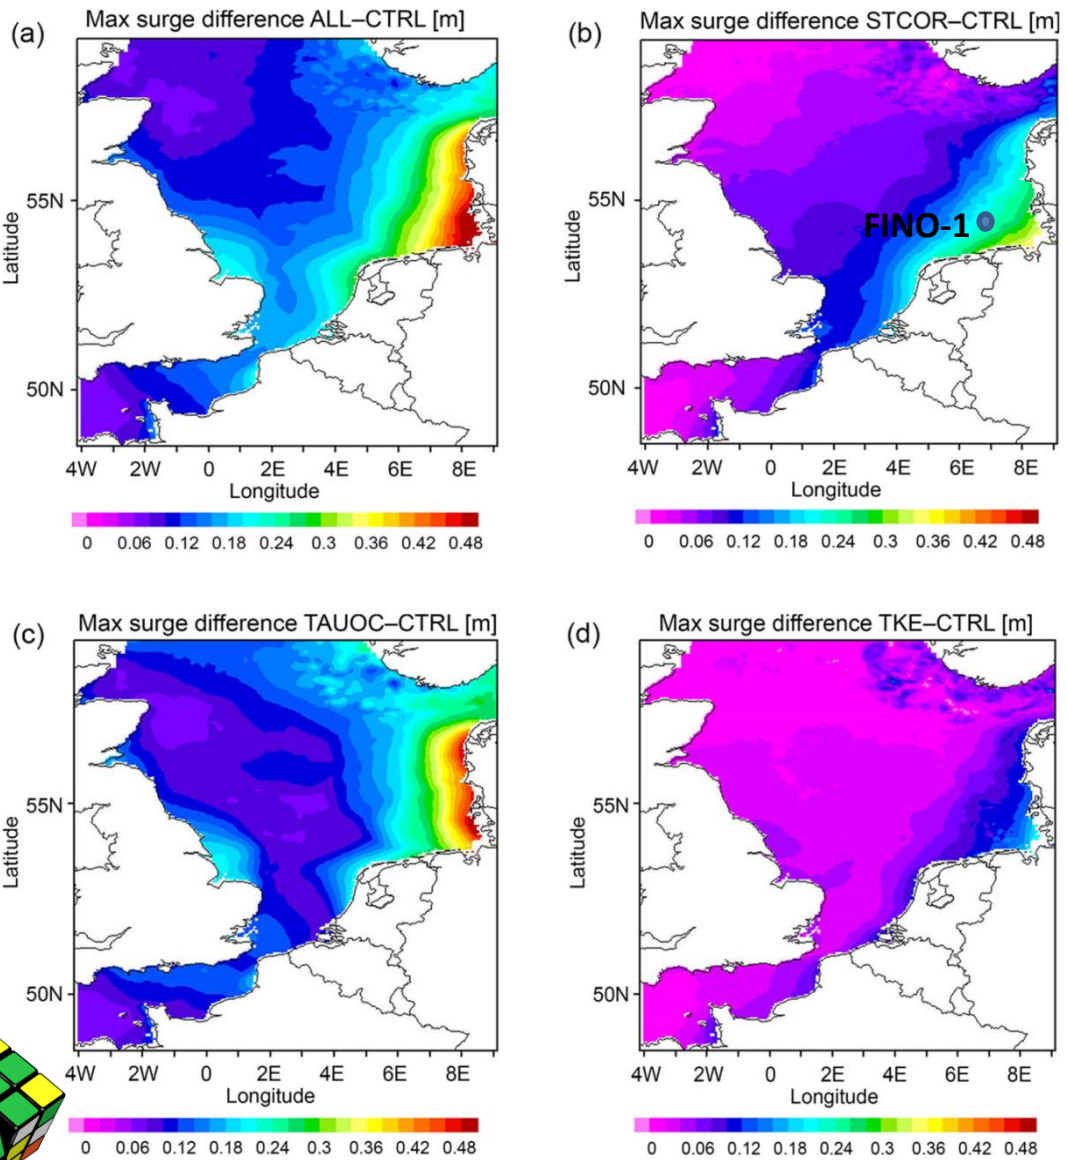 (a) Max surge difference ALL–CTRL [m]
55N
50N
Latitude
4W 2W 0 2E 4E 6E 8E
Longitude
0 0.06 0.12 0.18 0.24 0.3 0.36 0.42 0.48
(b) Max surge difference STCOR–CTRL [m]
FINO-1
55N
50N
Latitude
4W 2W 0 2E 4E 6E 8E
Longitude
0 0.06 0.12 0.18 0.24 0.3 0.36 0.42 0.48
(c) Max surge difference TAUOC–CTRL [m]
55N
50N
Latitude
4W 2W 0 2E 4E 6E 8E
Longitude
0 0.06 0.12 0.18 0.24 0.3 0.36 0.42 0.48
(d) Max surge difference TKE–CTRL [m]
55N
50N
Latitude
4W 2W 0 2E 4E 6E 8E
Longitude
0 0.06 0.12 0.18 0.24 0.3 0.36 0.42 0.48